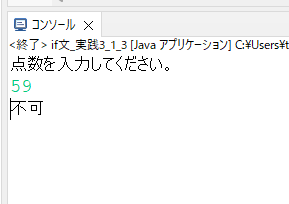 コンソール
<終了> if文_実践3_1_3 [Java アプリケーション] C:¥Users¥t
点数を入力してください。
59
不可